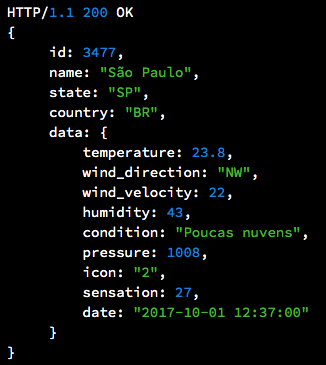 HTTP/1.1 200 OK
{
id: 3477,
name: "São Paulo",
state: "SP",
country: "BR",
data: {
temperature: 23.8,
wind_direction: "NW",
wind_velocity: 22,
humidity: 43,
condition: "Poucas nuvens",
pressure: 1008,
icon: "2",
sensation: 27,
date: "2017-10-01 12:37:00"
}
}